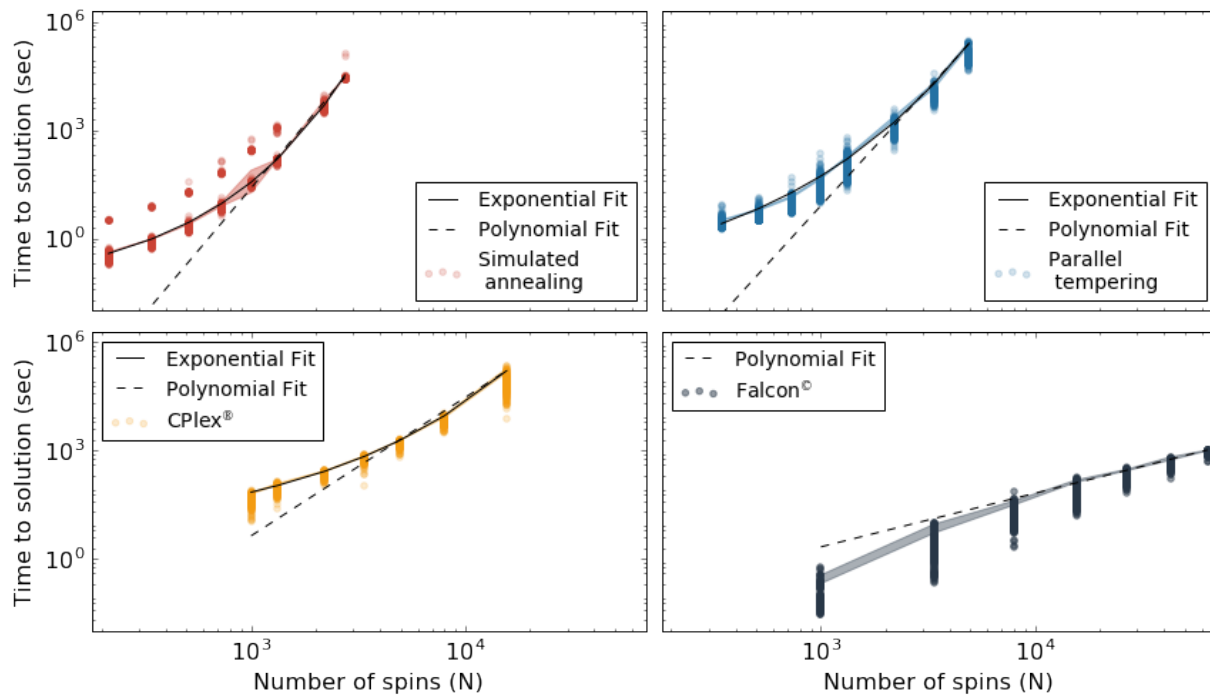 10^6
10^3
10^0
Time to solution (sec)
Exponential Fit
Polynomial Fit
Simulated
annealing
Exponential Fit
Polynomial Fit
Parallel
tempering
10^6
10^3
10^0
Time to solution (sec)
Exponential Fit
Polynomial Fit
CPlex®
10^3
10^4
Number of spins (N)
Polynomial Fit
Falcon©
10^3
10^4
Number of spins (N)